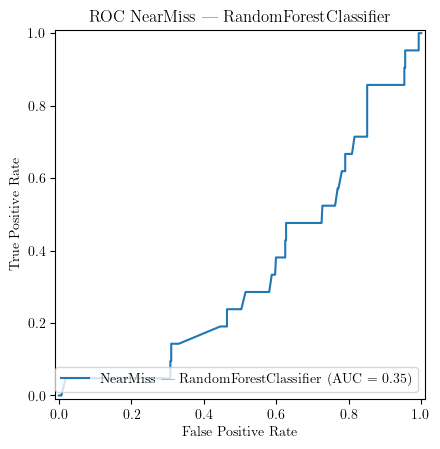 ROC NearMiss — RandomForestClassifier
1.0
0.8
0.6
0.4
0.2
0.0
True Positive Rate
NearMiss — RandomForestClassifier (AUC = 0.35)
0.0 0.2 0.4 0.6 0.8 1.0
False Positive Rate